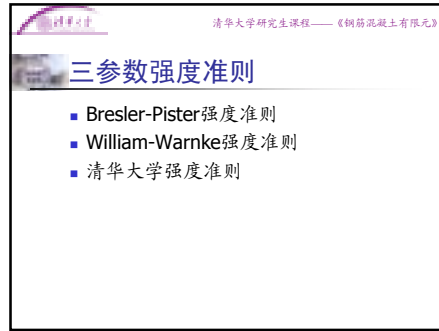 清华大学研究生课程——《钢筋混凝土有限元》
三参数强度准则
Bresler-Pister强度准则
William-Warnke强度准则
清华大学强度准则